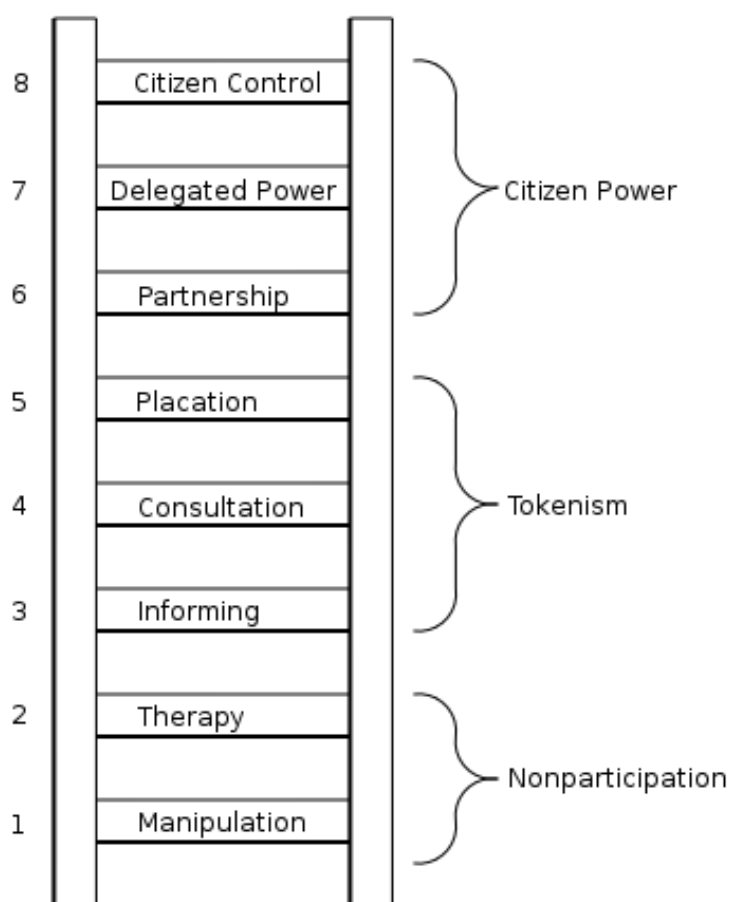 8 Citizen Control
7 Delegated Power Citizen Power
6 Partnership
5 Placation
4 Consultation Tokenism
3 Informing
2 Therapy
Nonparticipation
1 Manipulation